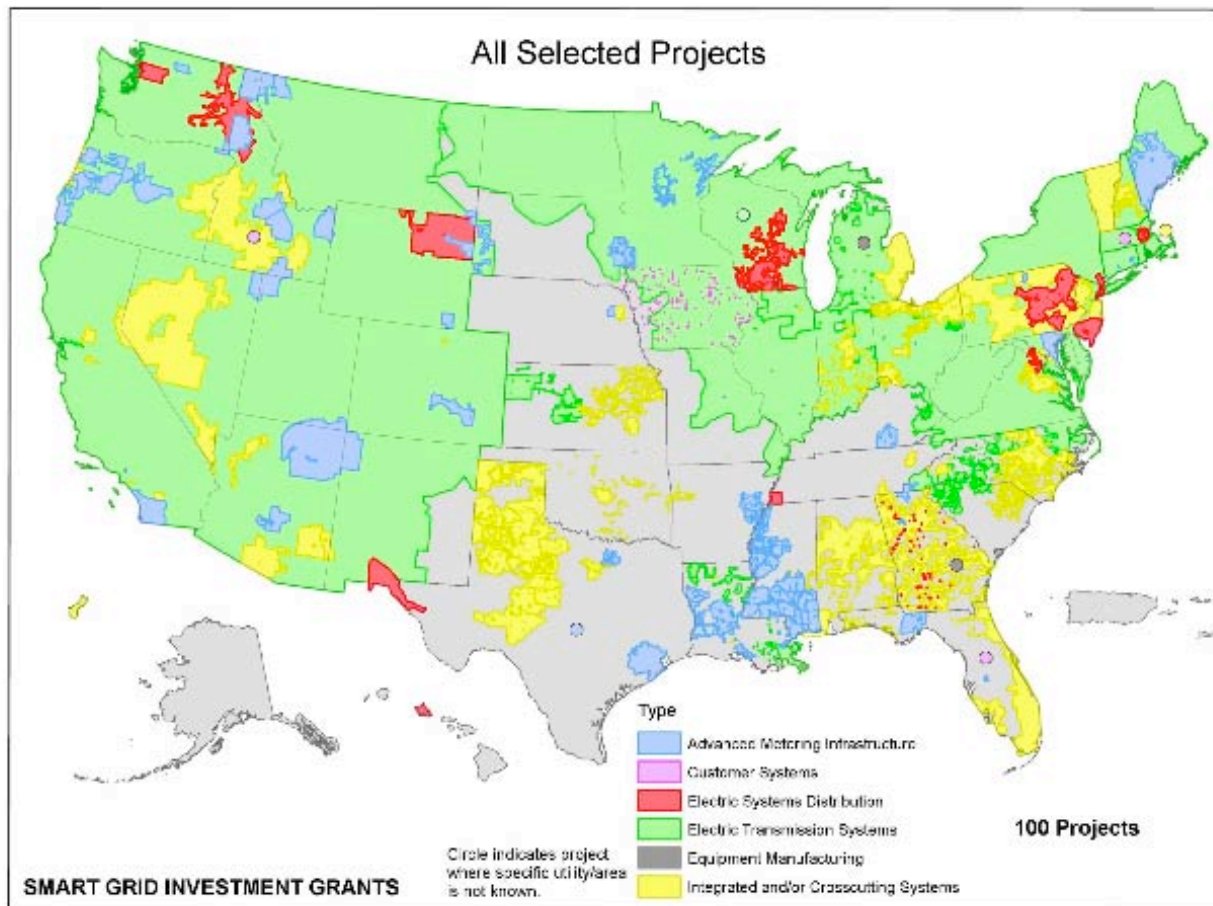 All Selected Projects
Type
Advanced Metering Infrastructure
Customer Systems
Electric Systems Distribution
Electric Transmission Systems
Equipment Manufacturing
Integrated and/or Crosscutting Systems
100 Projects
Circle indicates project
where specific utility/area
is not known.
SMART GRID INVESTMENT GRANTS